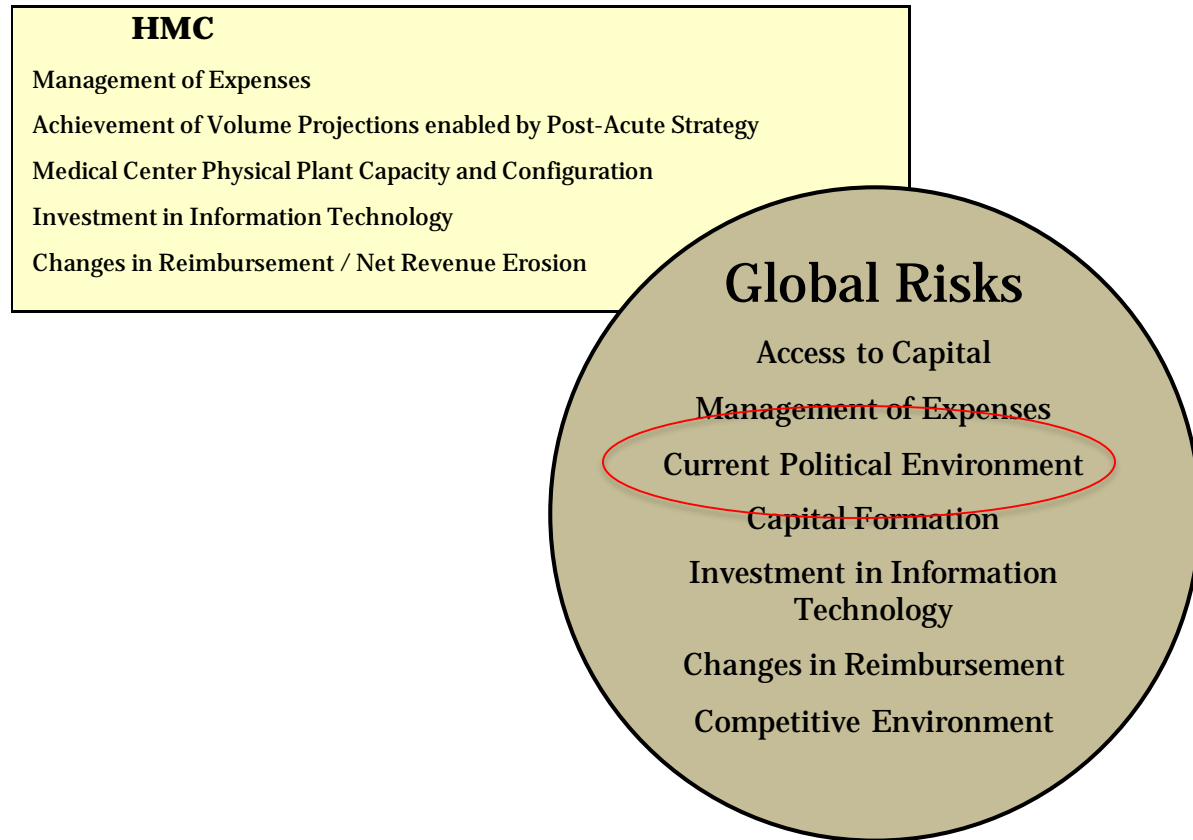 HMC
Management of Expenses
Achievement of Volume Projections enabled by Post-Acute Strategy
Medical Center Physical Plant Capacity and Configuration
Investment in Information Technology
Changes in Reimbursement / Net Revenue Erosion
Global Risks
Access to Capital
Management of Expenses
Current Political Environment
Capital Formation
Investment in Information
Technology
Changes in Reimbursement
Competitive Environment